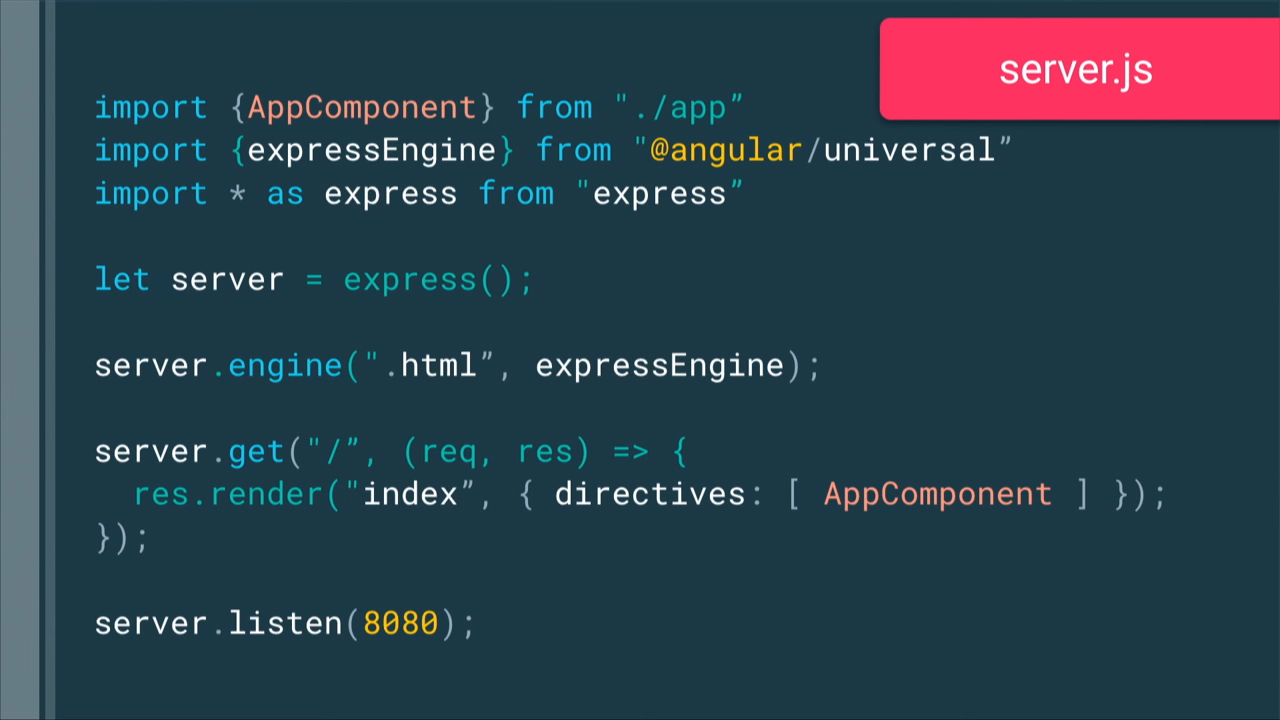 server.js
import {AppComponent} from "./app”
import {expressEngine} from "@angular/universal”
import * as express from "express”
let server = express();
server.engine(".html”, expressEngine);
server.get("/”, (req, res) => {
  res.render("index”, { directives: [ AppComponent ] });
});
server.listen(8080);